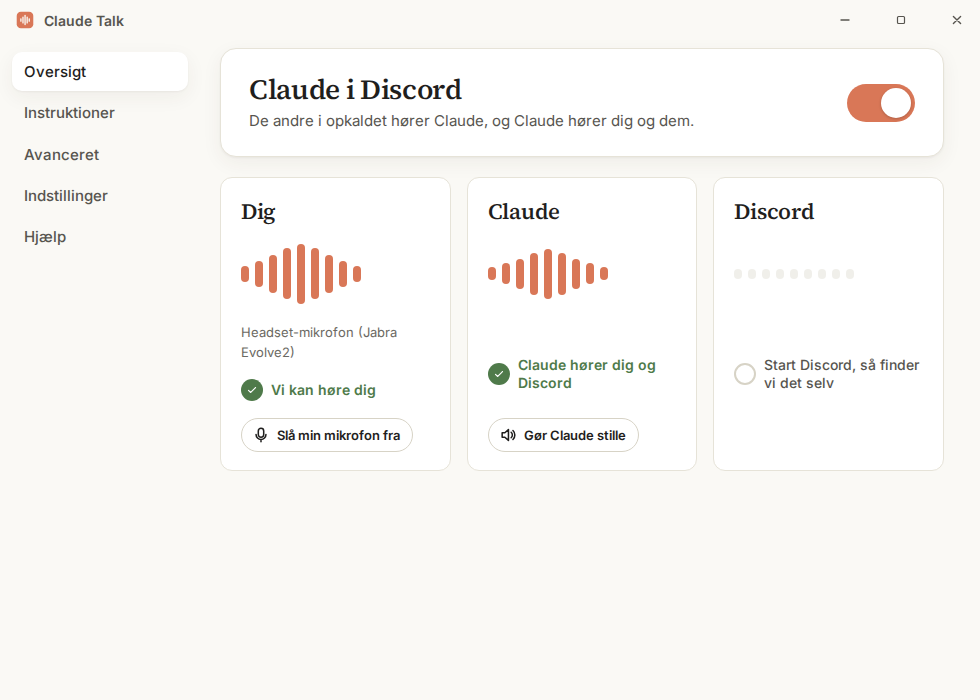 Claude Talk
Oversigt
Instruktioner
Avanceret
Indstillinger
Hjælp
Claude i Discord
De andre i opkaldet hører Claude, og Claude hører dig og dem.
Dig
Headset-mikrofon (Jabra
Evolve2)
Vi kan høre dig
Slå min mikrofon fra
Claude
Claude hører dig og
Discord
Gør Claude stille
Discord
Start Discord, så finder
vi det selv